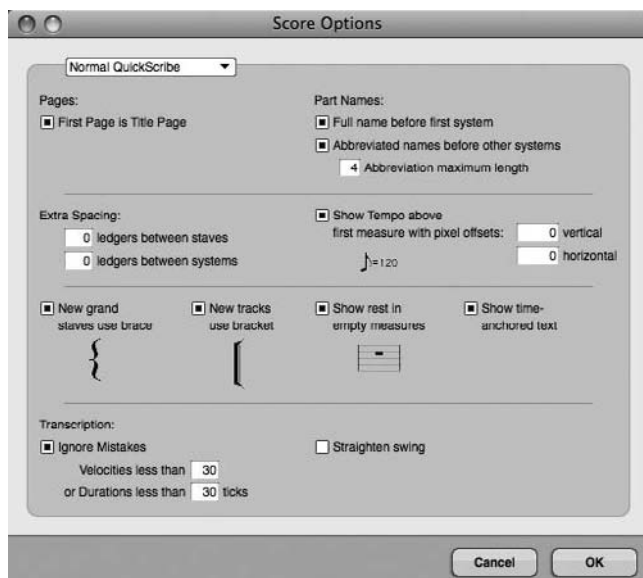 Score Options
Normal QuickScribe
Pages:
First Page is Title Page
Part Names:
Full name before first system
Abbreviated names before other systems
4 Abbreviation maximum length
Extra Spacing:
0 ledgers between staves
0 ledgers between systems
Show Tempo above
first measure with pixel offsets:
0 vertical
0 horizontal
=120
New grand
staves use brace
New tracks
use bracket
Show rest in
empty measures
Show time-
anchored text
Transcription:
Ignore Mistakes
Velocities less than 30
or Durations less than 30 ticks
Straighten swing
Cancel
OK